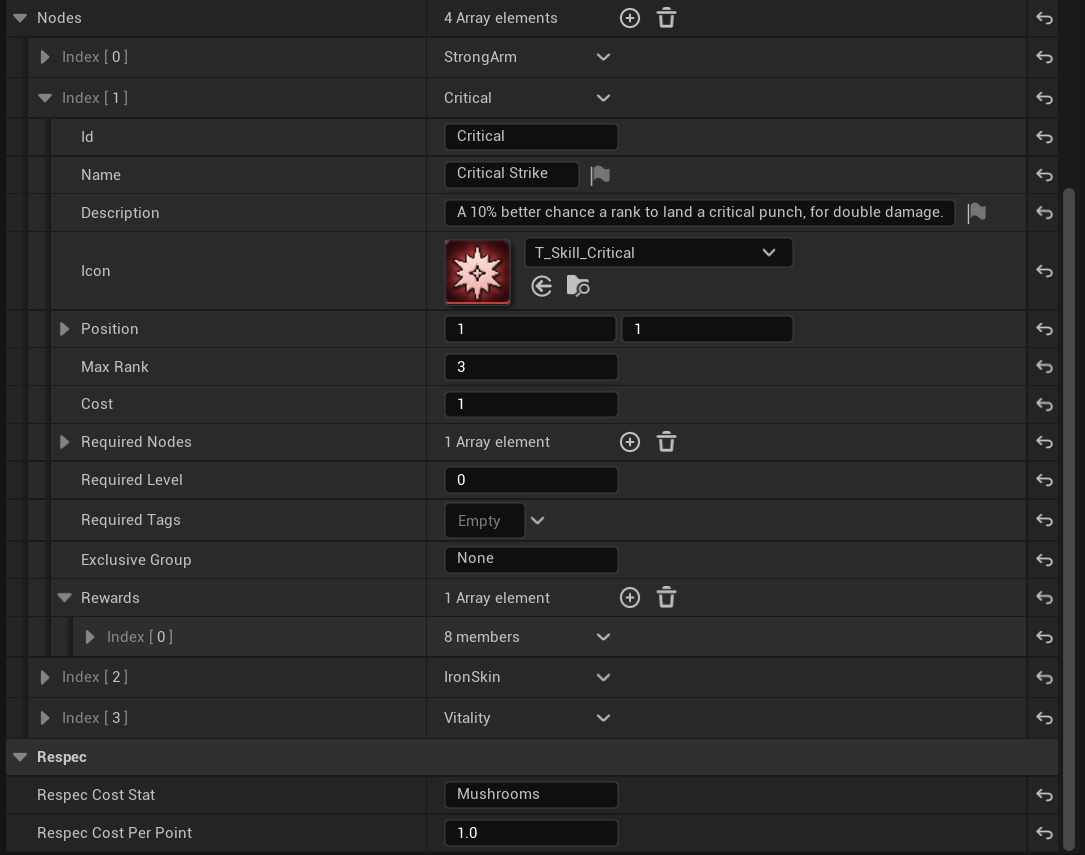 Nodes 4 Array elements
Index [ 0 ] StrongArm
Index [ 1 ] Critical
Id Critical
Name Critical Strike
Description A 10% better chance a rank to land a critical punch, for double damage.
Icon T_Skill_Critical
Position 1 1
Max Rank 3
Cost 1
Required Nodes 1 Array element
Required Level 0
Required Tags Empty
Exclusive Group None
Rewards 1 Array element
Index [ 0 ] 8 members
Index [ 2 ] IronSkin
Index [ 3 ] Vitality
Respec
Respec Cost Stat Mushrooms
Respec Cost Per Point 1.0